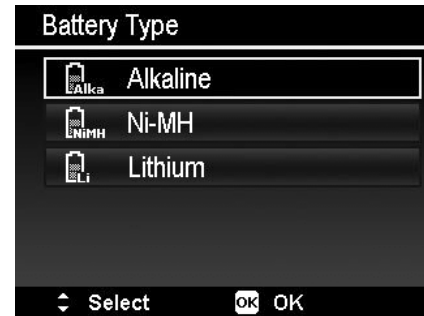 Battery Type
Alka Alkaline
NiMH Ni-MH
Li Lithium
Select OK OK